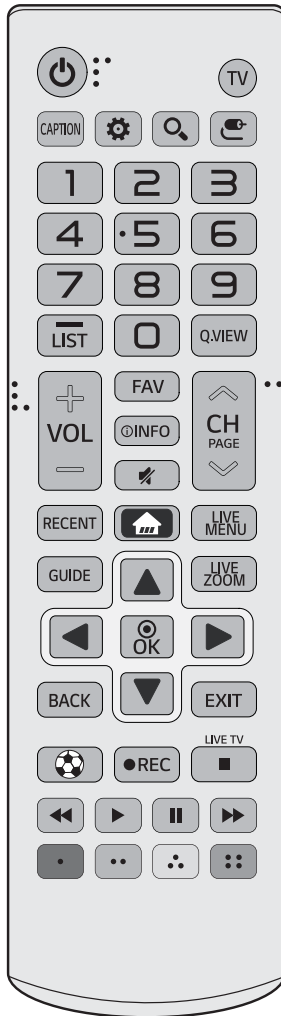 TV
CAPTION
1 2 3
4 5 6
7 8 9
LIST 0 Q.VIEW
FAV
VOL INFO CH
PAGE
RECENT LIVE MENU
GUIDE LIVE ZOOM
OK
BACK EXIT
LIVE TV
REC